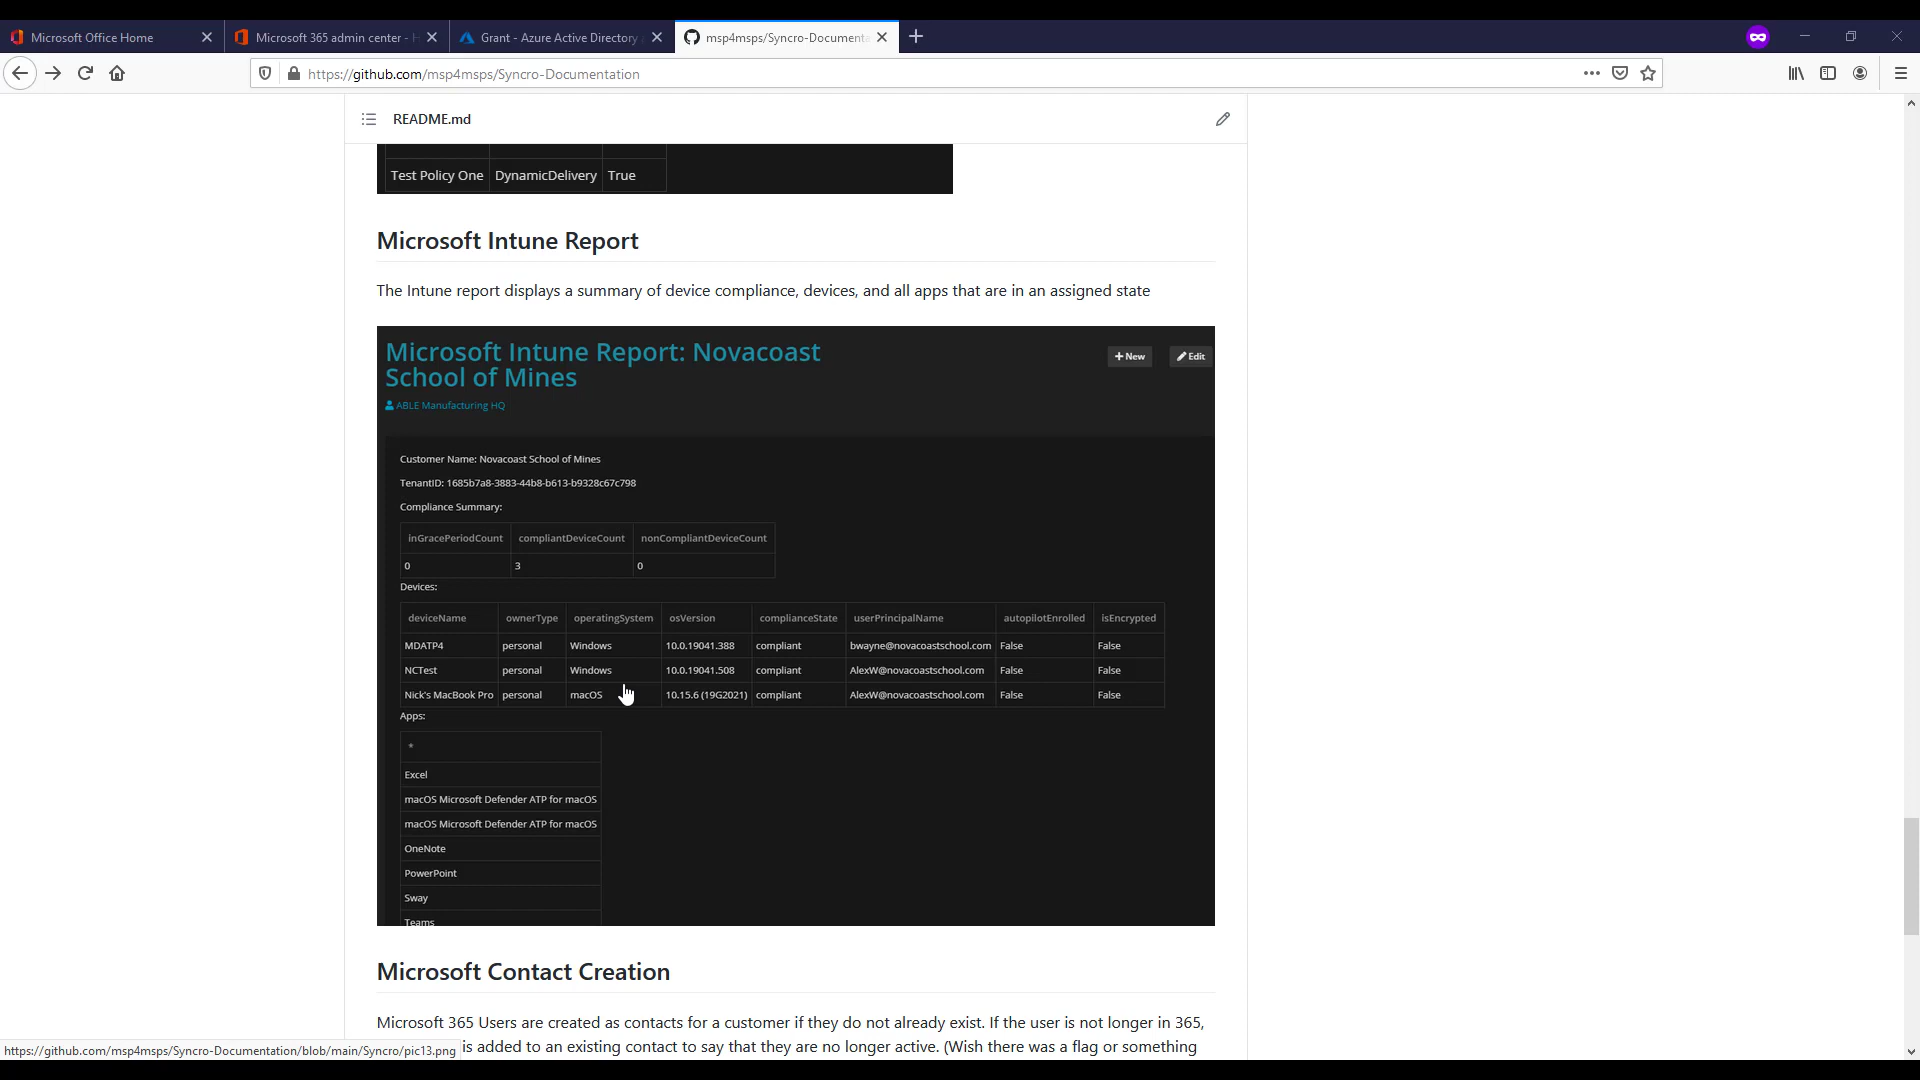 Microsoft Office Home
Microsoft 365 admin center - H
Grant - Azure Active Directory
msp4msps/Syncro-Documenta
https://github.com/msp4msps/Syncro-Documentation
README.md
Test Policy One DynamicDelivery True
Microsoft Intune Report
The Intune report displays a summary of device compliance, devices, and all apps that are in an assigned state
Microsoft Intune Report: Novacoast
School of Mines
+ New Edit
ABLE Manufacturing HQ
Customer Name: Novacoast School of Mines
TenantID: 1685b7a8-3883-44b8-b613-b9328c67c798
Compliance Summary:
inGracePeriodCount compliantDeviceCount nonCompliantDeviceCount
0 3 0
Devices:
deviceName ownerType operatingSystem osVersion complianceState userPrincipalName autopilotEnrolled isEncrypted
MDATP4 personal Windows 10.0.19041.388 compliant bwayne@novacoastschool.com False False
NCTest personal Windows 10.0.19041.508 compliant AlexW@novacoastschool.com False False
Nick's MacBook Pro personal macOS 10.15.6 (19G2021) compliant AlexW@novacoastschool.com False False
Apps:
*
Excel
macOS Microsoft Defender ATP for macOS
macOS Microsoft Defender ATP for macOS
OneNote
PowerPoint
Sway
Teams
Microsoft Contact Creation
Microsoft 365 Users are created as contacts for a customer if they do not already exist. If the user is not longer in 365,
is added to an existing contact to say that they are no longer active. (Wish there was a flag or something
https://github.com/msp4msps/Syncro-Documentation/blob/main/Syncro/pic13.png